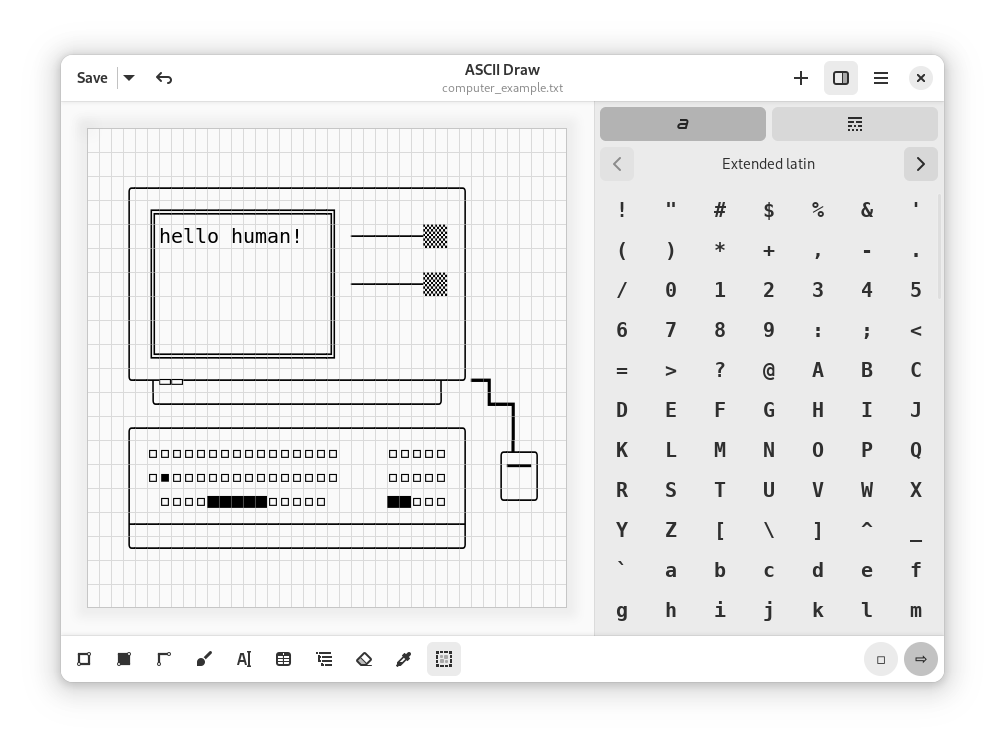 Save
ASCII Draw
computer_example.txt
hello human!
a
Extended latin
! " # $ % & '
( ) * + , - .
/ 0 1 2 3 4 5
6 7 8 9 : ; <
= > ? @ A B C
D E F G H I J
K L M N O P Q
R S T U V W X
Y Z [ \ ] ^ _
` a b c d e f
g h i j k l m
A